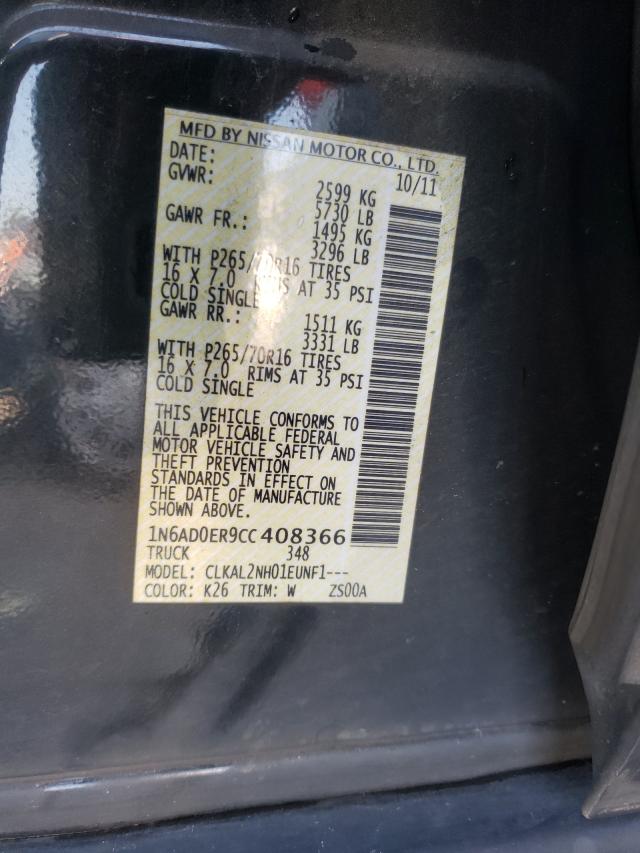 MFD BY NISSAN MOTOR CO., LTD.
DATE: 10/11
GVWR: 2599 KG
5730 LB
GAWR FR.: 1495 KG
3296 LB
WITH P265/70R16 TIRES
16 X 7.0 RIMS AT 35 PSI
COLD SINGLE
GAWR RR.: 1511 KG
3331 LB
WITH P265/70R16 TIRES
16 X 7.0 RIMS AT 35 PSI
COLD SINGLE
THIS VEHICLE CONFORMS TO
ALL APPLICABLE FEDERAL
MOTOR VEHICLE SAFETY AND
THEFT PREVENTION
STANDARDS IN EFFECT ON
THE DATE OF MANUFACTURE
SHOWN ABOVE.
1N6AD0ER9CC408366
TRUCK 348
MODEL: CLKAL2NH01EUNF1---
COLOR: K26 TRIM: W ZS00A